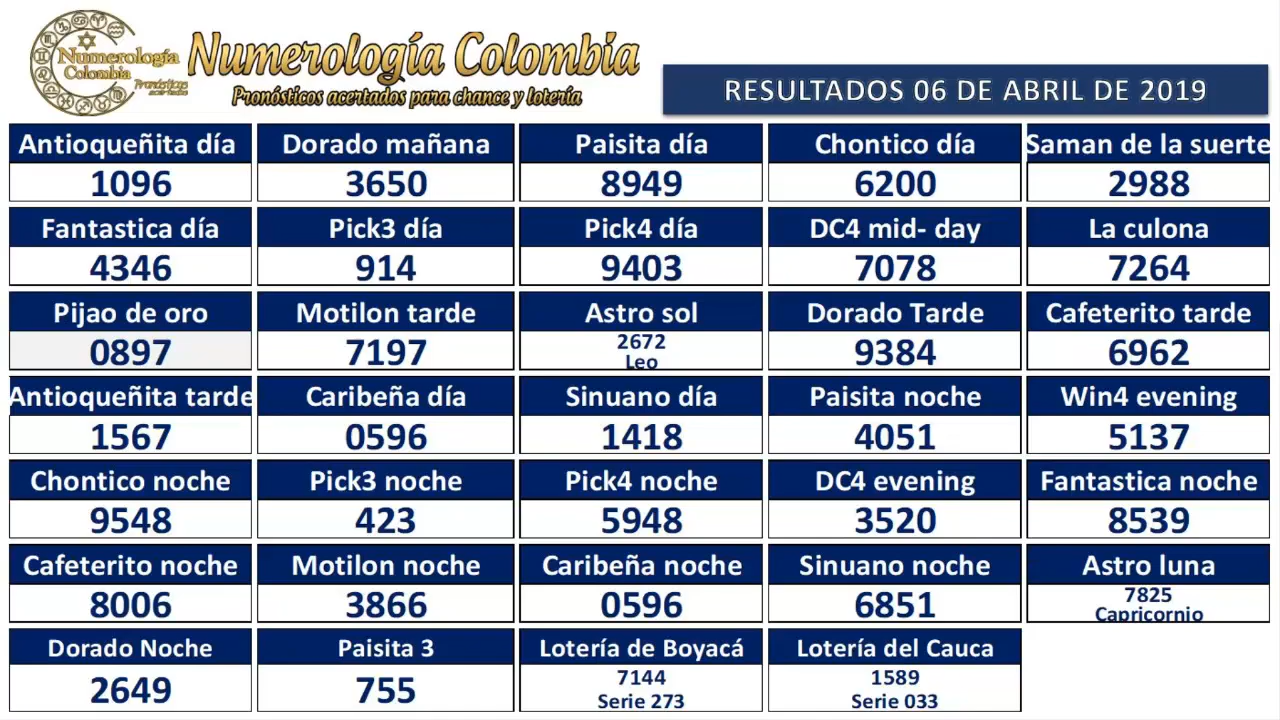 Numerología
Colombia
Pronósticos
acertados
Numerología Colombia
Pronósticos acertados para chance y lotería
RESULTADOS 06 DE ABRIL DE 2019
Antioqueñita día Dorado mañana Paisita día Chontico día Saman de la suerte
1096 3650 8949 6200 2988
Fantastica día Pick3 día Pick4 día DC4 mid- day La culona
4346 914 9403 7078 7264
Pijao de oro Motilon tarde Astro sol Dorado Tarde Cafeterito tarde
0897 7197 2672 9384 6962
Leo
Antioqueñita tarde Caribeña día Sinuano día Paisita noche Win4 evening
1567 0596 1418 4051 5137
Chontico noche Pick3 noche Pick4 noche DC4 evening Fantastica noche
9548 423 5948 3520 8539
Cafeterito noche Motilon noche Caribeña noche Sinuano noche Astro luna
8006 3866 0596 6851 7825
Capricornio
Dorado Noche Paisita 3 Lotería de Boyacá Lotería del Cauca
2649 755 7144 1589
Serie 273 Serie 033